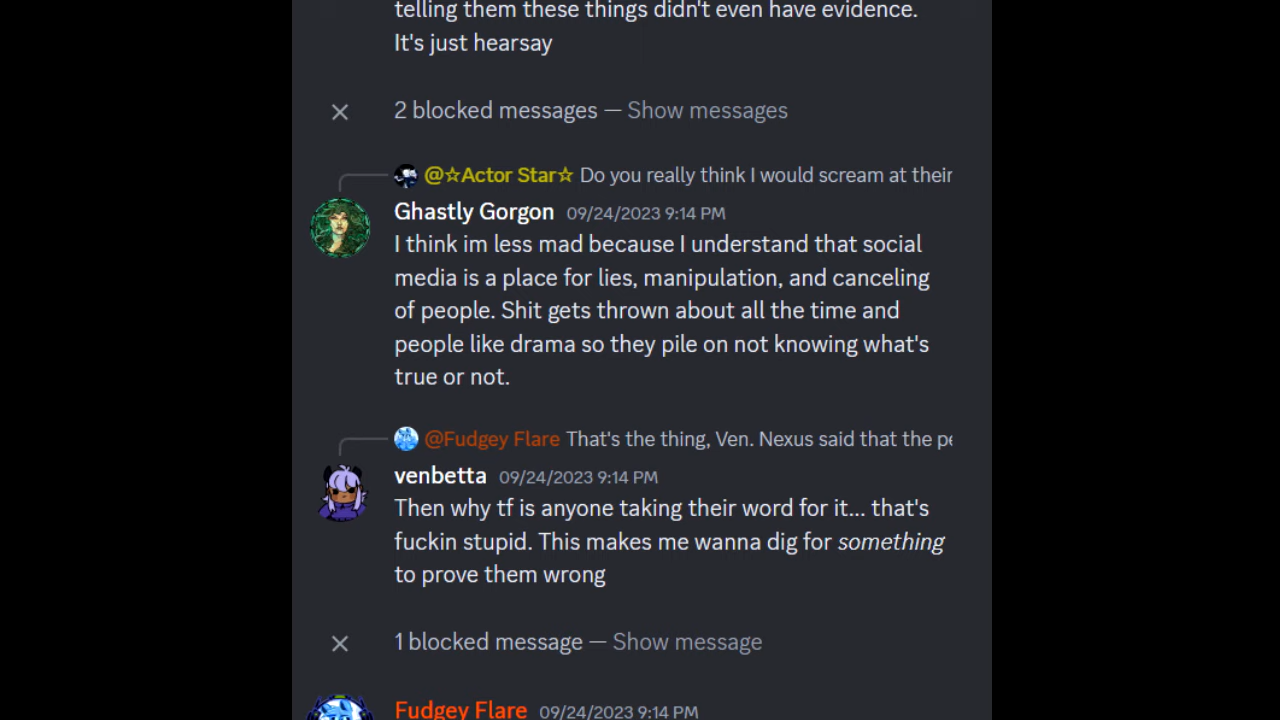 telling them these things didn't even have evidence.
It's just hearsay
2 blocked messages — Show messages
@☆Actor Star☆ Do you really think I would scream at their
Ghastly Gorgon 09/24/2023 9:14 PM
I think im less mad because I understand that social
media is a place for lies, manipulation, and canceling
of people. Shit gets thrown about all the time and
people like drama so they pile on not knowing what's
true or not.
@Fudgey Flare That's the thing, Ven. Nexus said that the pe
venbetta 09/24/2023 9:14 PM
Then why tf is anyone taking their word for it... that's
fuckin stupid. This makes me wanna dig for something
to prove them wrong
1 blocked message — Show message
Fudgey Flare 09/24/2023 9:14 PM